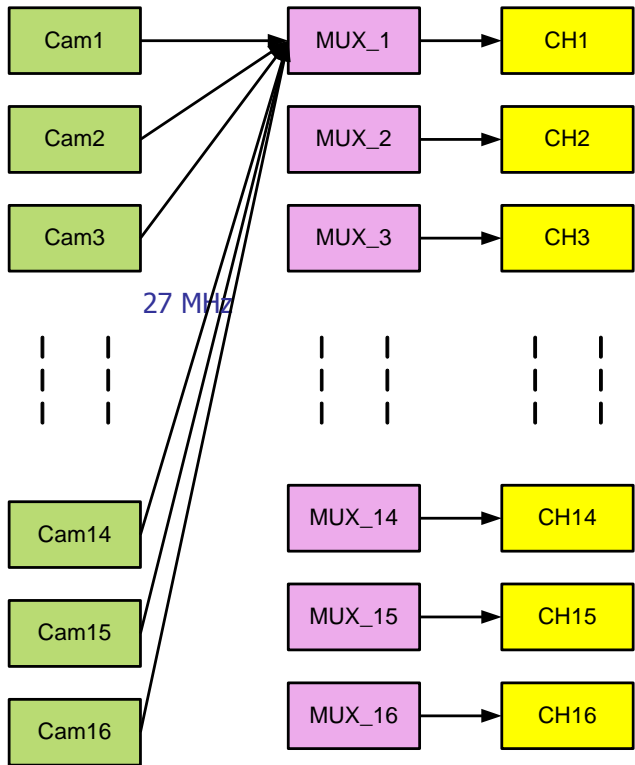 Cam1 MUX_1 CH1
Cam2 MUX_2 CH2
Cam3 MUX_3 CH3
27 MHz
Cam14 MUX_14 CH14
Cam15 MUX_15 CH15
Cam16 MUX_16 CH16